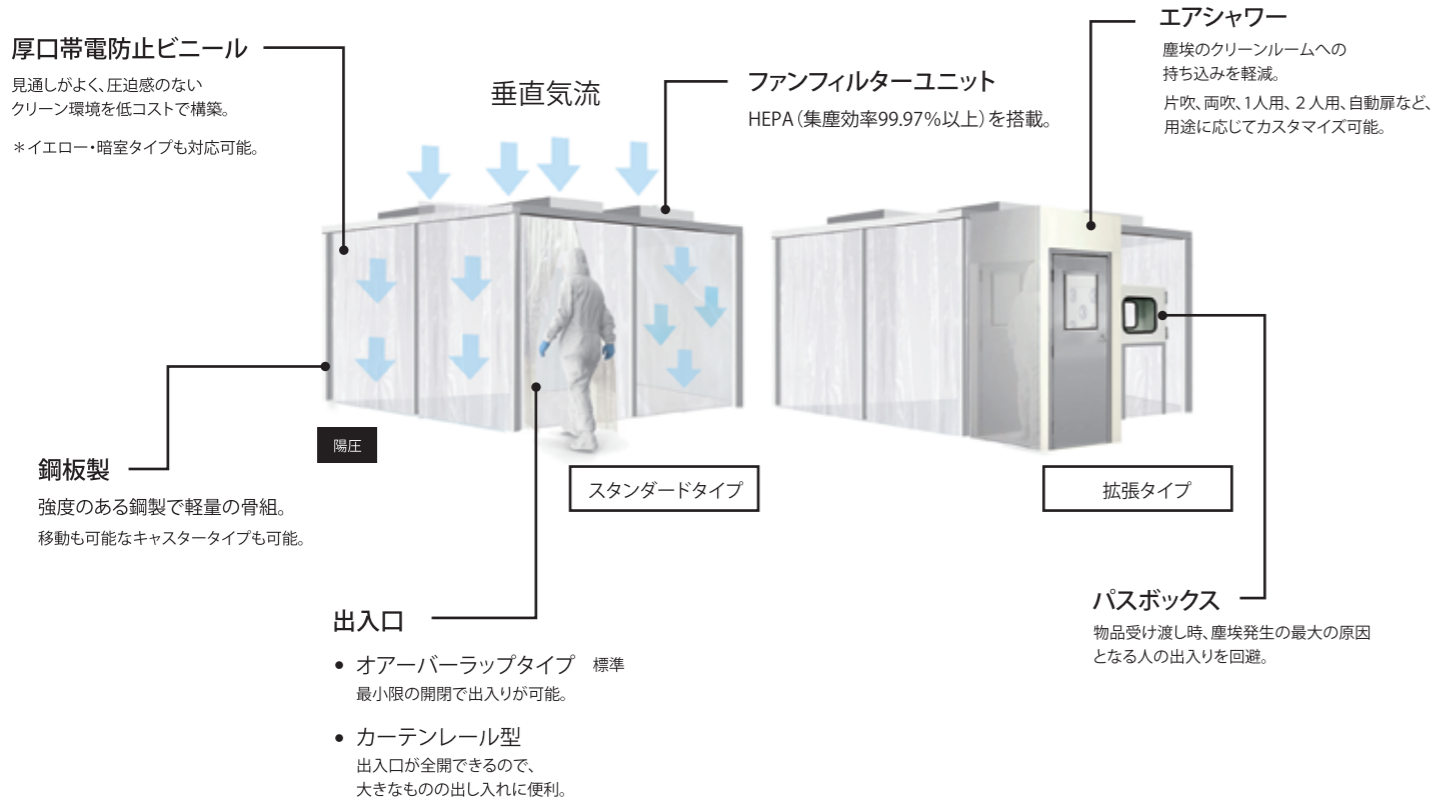 厚口帯電防止ビニール
見通しがよく、圧迫感のない
クリーン環境を低コストで構築。
＊イエロー・暗室タイプも対応可能。
垂直気流
ファンフィルターユニット
HEPA（集塵効率99.97%以上）を搭載。
エアシャワー
塵埃のクリーンルームへの
持ち込みを軽減。
片吹、両吹、1人用、2人用、自動扉など、
用途に応じてカスタマイズ可能。
陽圧
鋼板製
強度のある鋼製で軽量の骨組。
移動も可能なキャスタータイプも可能。
スタンダードタイプ
拡張タイプ
出入口
• オアーバーラップタイプ 標準
最小限の開閉で出入りが可能。
• カーテンレール型
出入口が全開できるので、
大きなものの出し入れに便利。
パスボックス
物品受け渡し時、塵埃発生の最大の原因
となる人の出入りを回避。